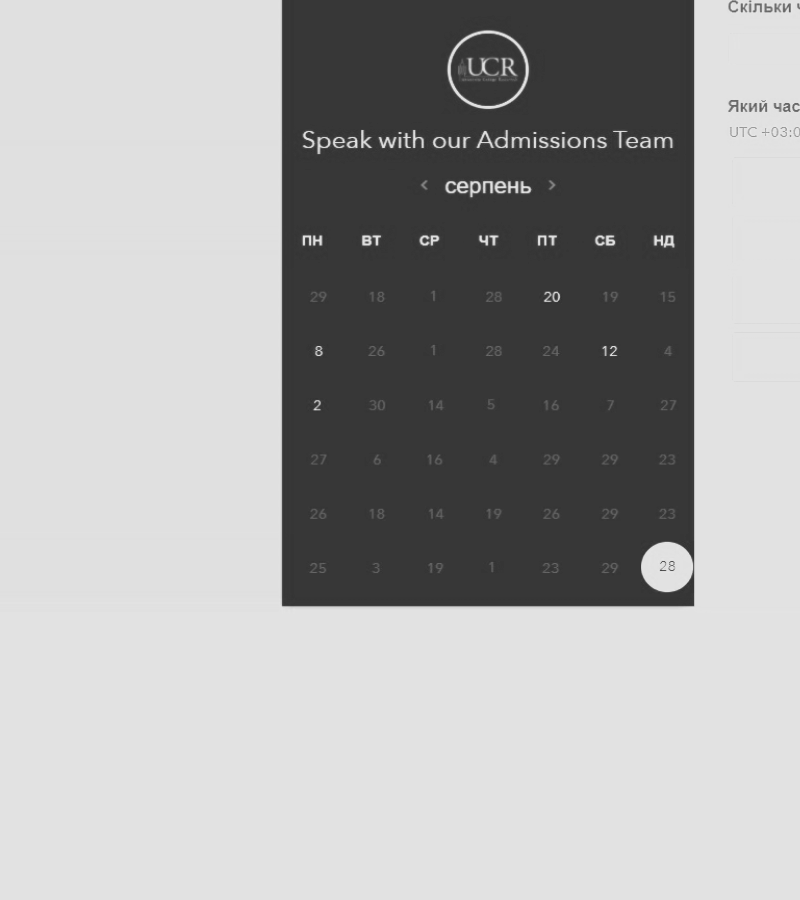 Скільки ч
UCR
Який час
UTC +03:0
Speak with our Admissions Team
< серпень >
ПН ВТ СР ЧТ ПТ СБ НД
29 18 1 28 20 19 15
8 26 1 28 24 12 4
2 30 14 5 16 7 27
27 6 16 4 29 29 23
26 18 14 19 26 29 23
25 3 19 1 23 29 28